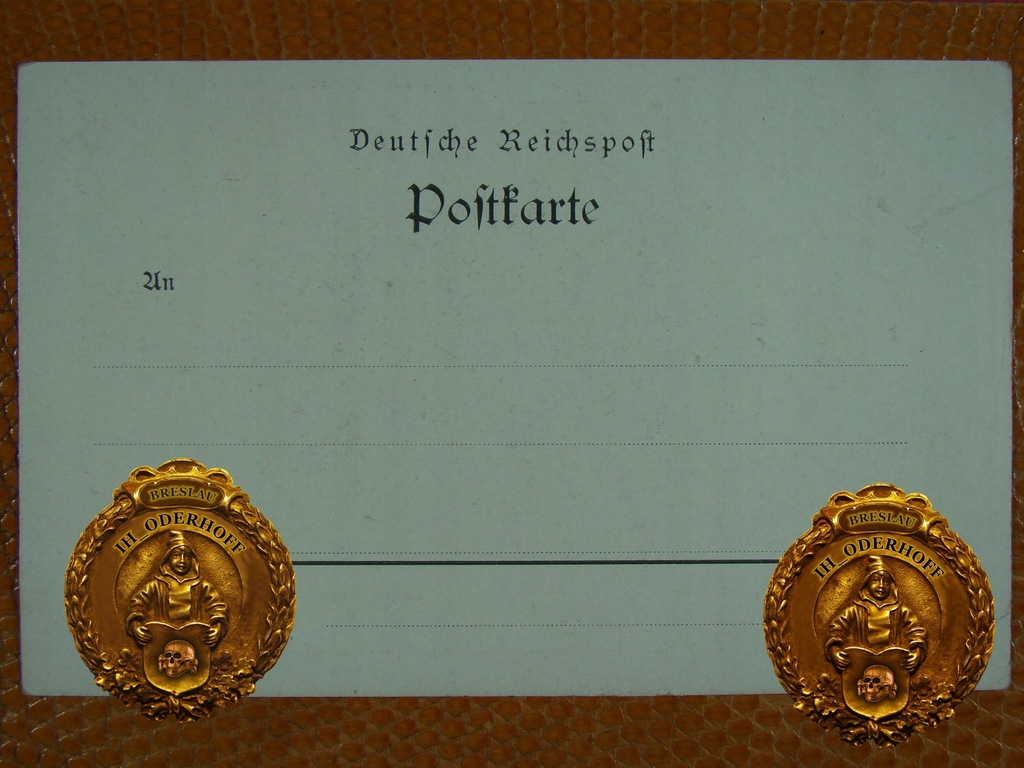 Deutſche Reichspoſt
Poſtkarte
An
BRESLAU
IH_ODERHOFF
BRESLAU
IH_ODERHOFF